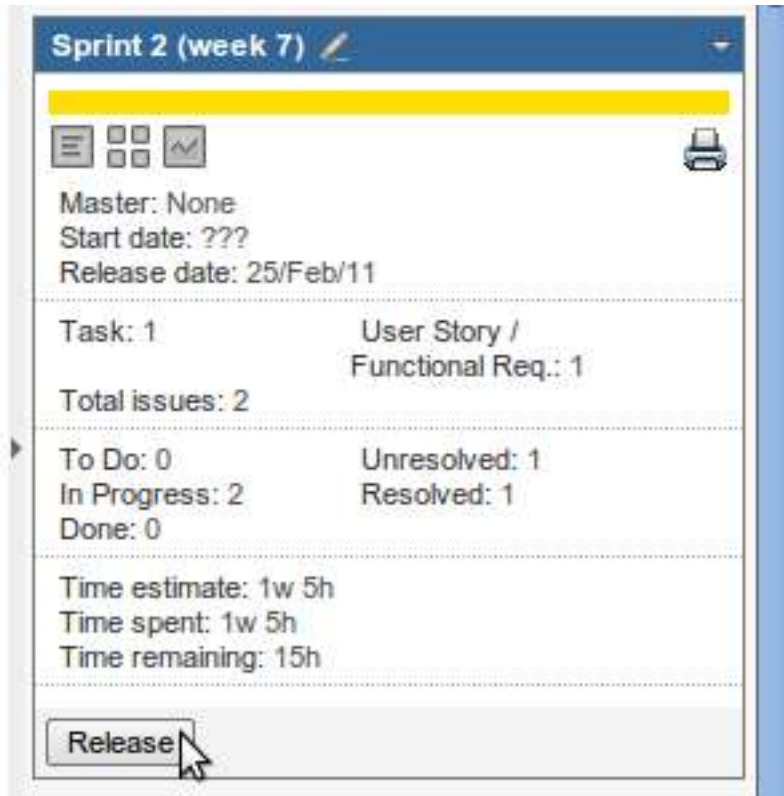 Sprint 2 (week 7)
Master: None
Start date: ???
Release date: 25/Feb/11
Task: 1 User Story /
Functional Req.: 1
Total issues: 2
To Do: 0 Unresolved: 1
In Progress: 2 Resolved: 1
Done: 0
Time estimate: 1w 5h
Time spent: 1w 5h
Time remaining: 15h
Release